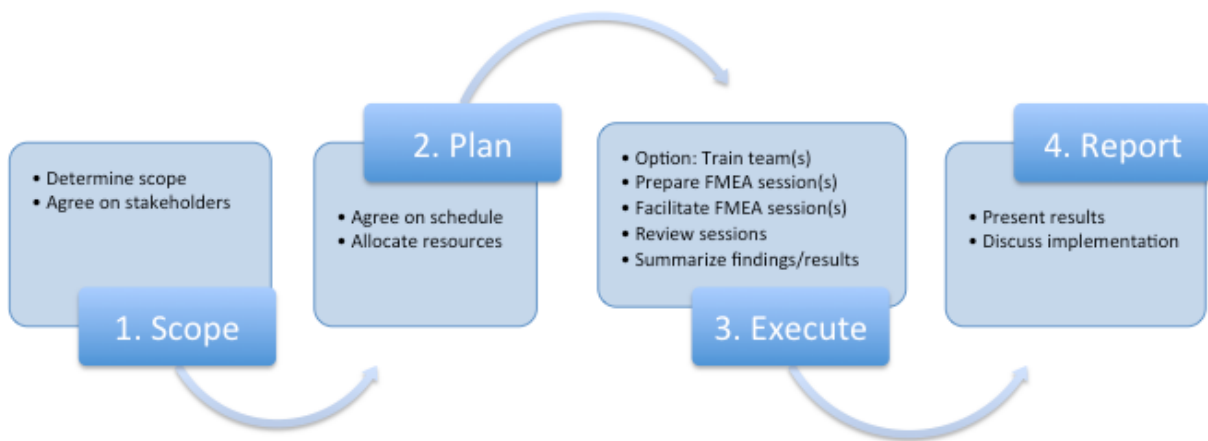 • Determine scope
• Agree on stakeholders
1. Scope
2. Plan
• Agree on schedule
• Allocate resources
• Option: Train team(s)
• Prepare FMEA session(s)
• Facilitate FMEA session(s)
• Review sessions
• Summarize findings/results
3. Execute
4. Report
• Present results
• Discuss implementation